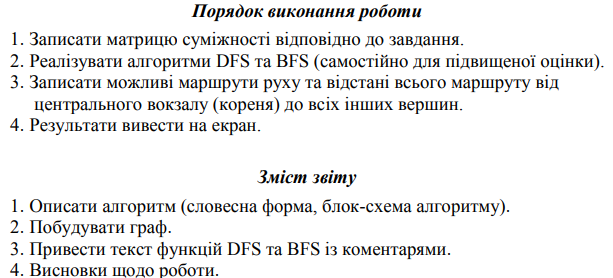 Порядок виконання роботи
1. Записати матрицю суміжності відповідно до завдання.
2. Реалізувати алгоритми DFS та BFS (самостійно для підвищеної оцінки).
3. Записати можливі маршрути руху та відстані всього маршруту від
центрального вокзалу (кореня) до всіх інших вершин.
4. Результати вивести на екран.
Зміст звіту
1. Описати алгоритм (словесна форма, блок-схема алгоритму).
2. Побудувати граф.
3. Привести текст функцій DFS та BFS із коментарями.
4. Висновки щодо роботи.